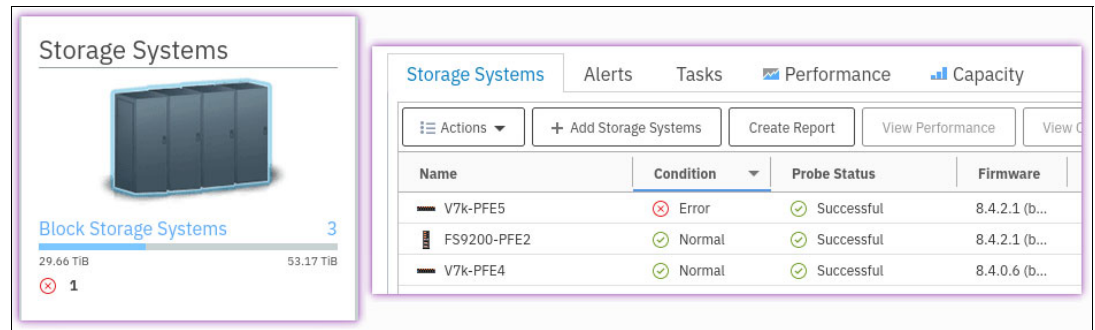 Storage Systems
Block Storage Systems 3
29.66 TiB 53.17 TiB
1
Storage Systems Alerts Tasks Performance Capacity
Actions + Add Storage Systems Create Report View Performance View
Name Condition Probe Status Firmware
V7k-PFE5 Error Successful 8.4.2.1 (b...
FS9200-PFE2 Normal Successful 8.4.2.1 (b...
V7k-PFE4 Normal Successful 8.4.0.6 (b...